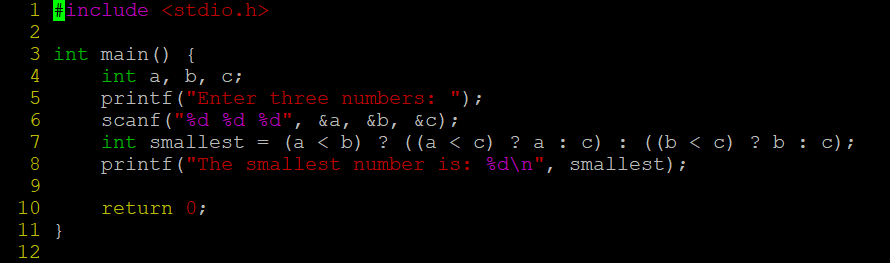 1 #include <stdio.h>
2
3 int main() {
4     int a, b, c;
5     printf("Enter three numbers: ");
6     scanf("%d %d %d", &a, &b, &c);
7     int smallest = (a < b) ? ((a < c) ? a : c) : ((b < c) ? b : c);
8     printf("The smallest number is: %d\n", smallest);
9
10     return 0;
11 }
12